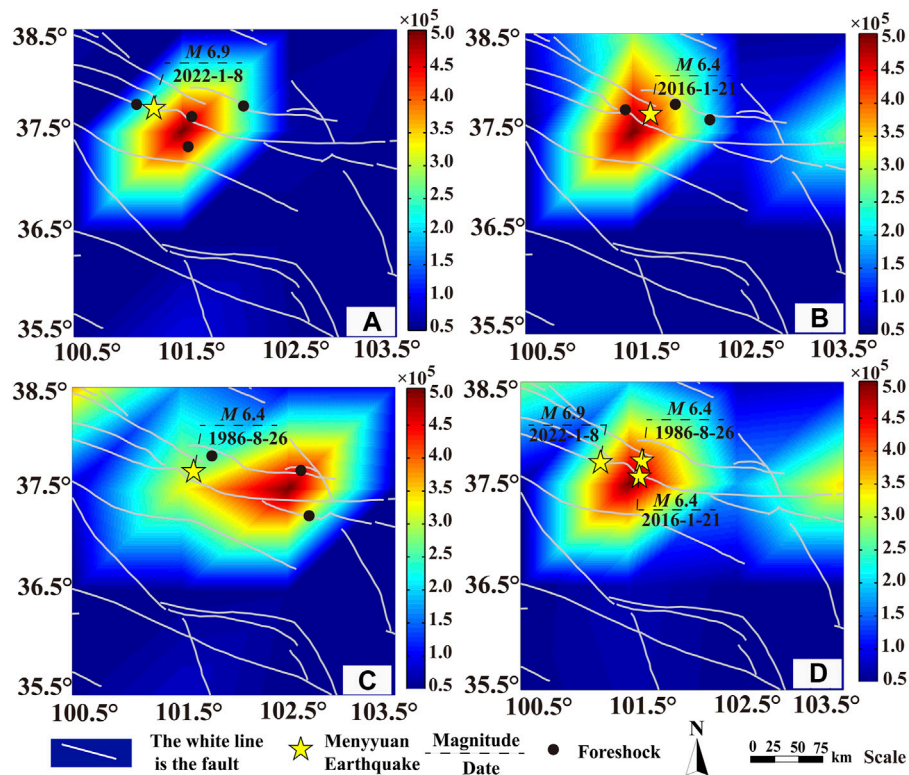 ×10⁵
38.5°
37.5°
36.5°
35.5°
100.5° 101.5° 102.5° 103.5°
M 6.9
2022-1-8
A
5.0
4.5
4.0
3.5
3.0
2.5
2.0
1.5
1.0
0.5
×10⁵
38.5°
37.5°
36.5°
35.5°
100.5° 101.5° 102.5° 103.5°
M 6.4
2016-1-21
B
5.0
4.5
4.0
3.5
3.0
2.5
2.0
1.5
1.0
0.5
×10⁵
38.5°
37.5°
36.5°
35.5°
100.5° 101.5° 102.5° 103.5°
M 6.4
1986-8-26
C
5.0
4.5
4.0
3.5
3.0
2.5
2.0
1.5
1.0
0.5
×10⁵
38.5°
37.5°
36.5°
35.5°
100.5° 101.5° 102.5° 103.5°
M 6.9
2022-1-8
M 6.4
1986-8-26
M 6.4
2016-1-21
D
5.0
4.5
4.0
3.5
3.0
2.5
2.0
1.5
1.0
0.5
The white line
is the fault
Menyyuan
Earthquake
Magnitude
Date
Foreshock
N
0 25 50 75
km
Scale